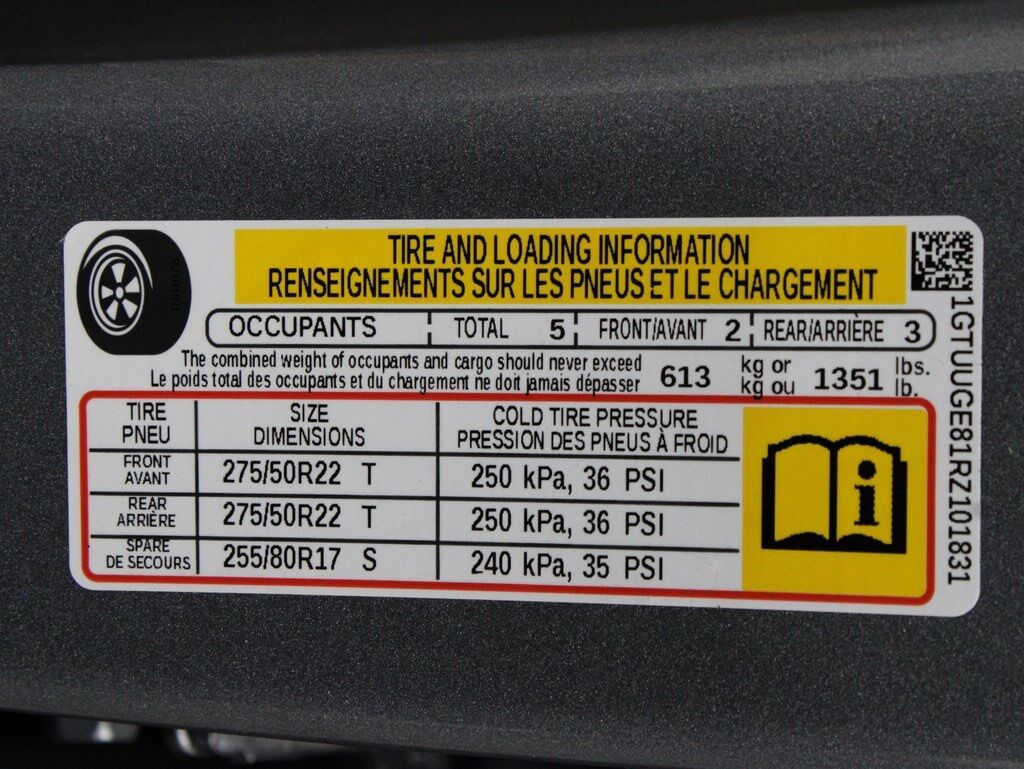 TIRE AND LOADING INFORMATION
RENSEIGNEMENTS SUR LES PNEUS ET LE CHARGEMENT
OCCUPANTS TOTAL 5 FRONT/AVANT 2 REAR/ARRIÈRE 3
The combined weight of occupants and cargo should never exceed 613 kg or 1351 lbs.
Le poids total des occupants et du chargement ne doit jamais dépasser kg ou lb.
TIRE SIZE COLD TIRE PRESSURE
PNEU DIMENSIONS PRESSION DES PNEUS À FROID
FRONT
AVANT 275/50R22 T 250 kPa, 36 PSI
REAR
ARRIÈRE 275/50R22 T 250 kPa, 36 PSI
SPARE
DE SECOURS 255/80R17 S 240 kPa, 35 PSI
i
1GTUUGE81RZ101831